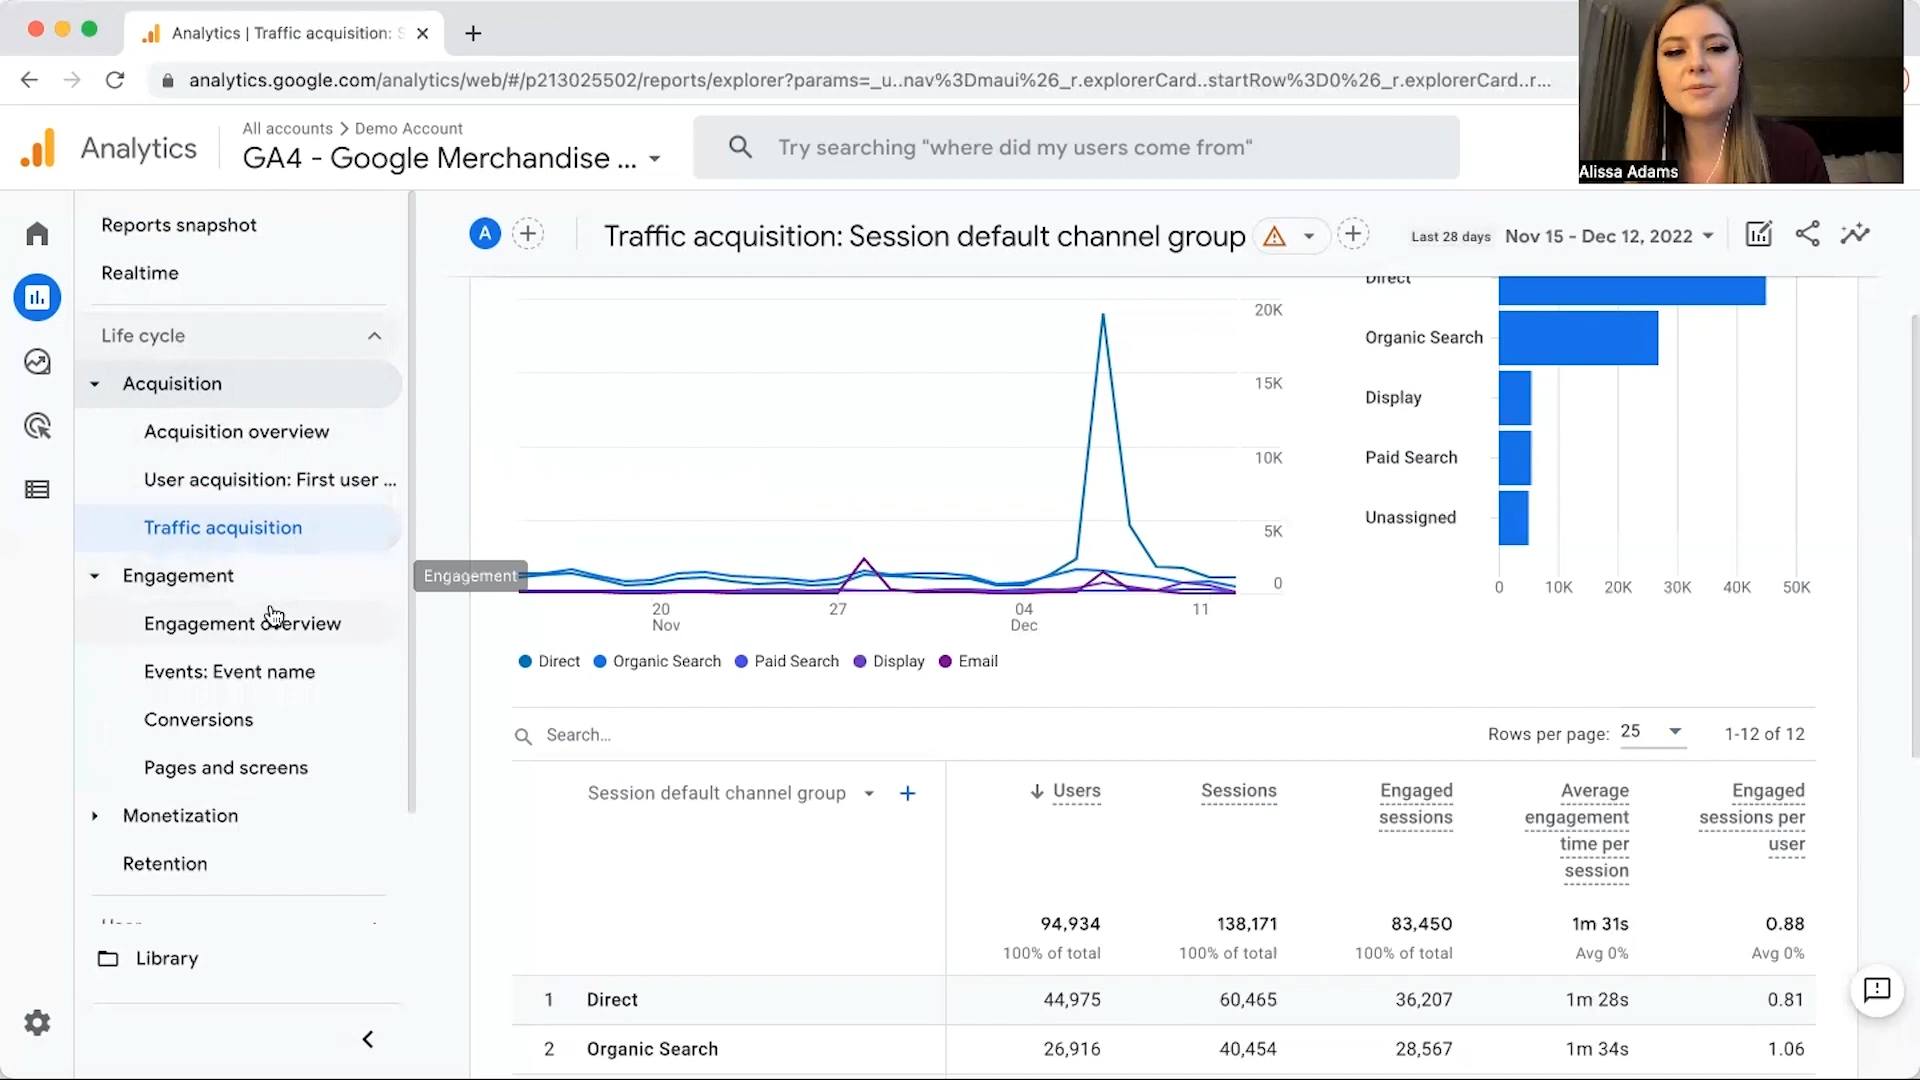 Analytics | Traffic acquisition: S
analytics.google.com/analytics/web/#/p213025502/reports/explorer?params=_u..nav%3Dmaui%26_r.explorerCard..startRow%3D0%26_r.explorerCard..r...
Analytics
All accounts > Demo Account
GA4 - Google Merchandise ...
Try searching "where did my users come from"
Alissa Adams
Reports snapshot
Realtime
Life cycle
Acquisition
Acquisition overview
User acquisition: First user ...
Traffic acquisition
Engagement
Engagement overview
Events: Event name
Conversions
Pages and screens
Monetization
Retention
Library
A
Traffic acquisition: Session default channel group
Last 28 days Nov 15 - Dec 12, 2022
20K
15K
10K
5K
0
Engagement
20
Nov
27
04
Dec
11
Direct Organic Search Paid Search Display Email
Direct
Organic Search
Display
Paid Search
Unassigned
0 10K 20K 30K 40K 50K
Search...
Rows per page: 25 1-12 of 12
Session default channel group
Users
Sessions
Engaged
sessions
Average
engagement
time per
session
Engaged
sessions per
user
94,934 138,171 83,450 1m 31s 0.88
100% of total 100% of total 100% of total Avg 0% Avg 0%
1 Direct 44,975 60,465 36,207 1m 28s 0.81
2 Organic Search 26,916 40,454 28,567 1m 34s 1.06